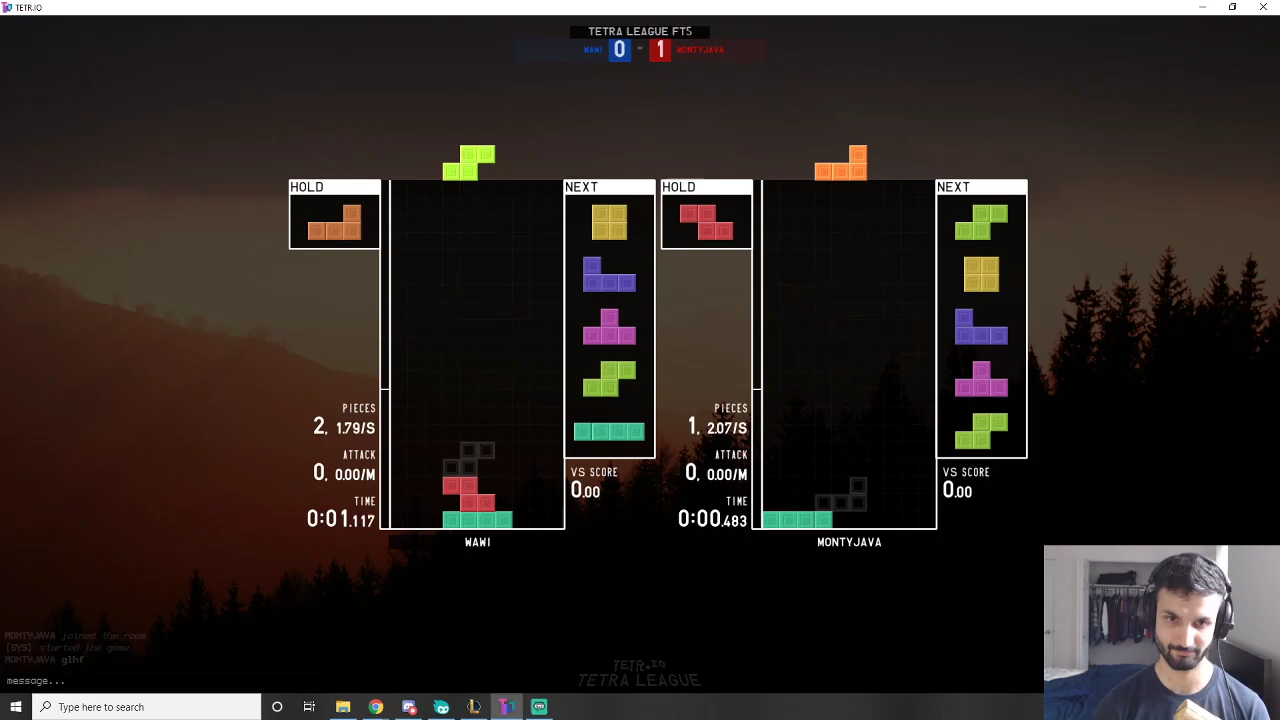 TETR.IO
TETRA LEAGUE FT5
WAWI 0 - 1 MONTYJAVA
HOLD
NEXT
HOLD
NEXT
PIECES
2, 1.79/S
ATTACK
0, 0.00/M
TIME
0:01.117
VS SCORE
0.00
PIECES
1, 2.07/S
ATTACK
0, 0.00/M
TIME
0:00.483
VS SCORE
0.00
WAWI
MONTYJAVA
MONTYJAVA joined the room
[SYS] started the game
MONTYJAVA glhf
message...
TETR.IO
TETRA LEAGUE
Type here to search